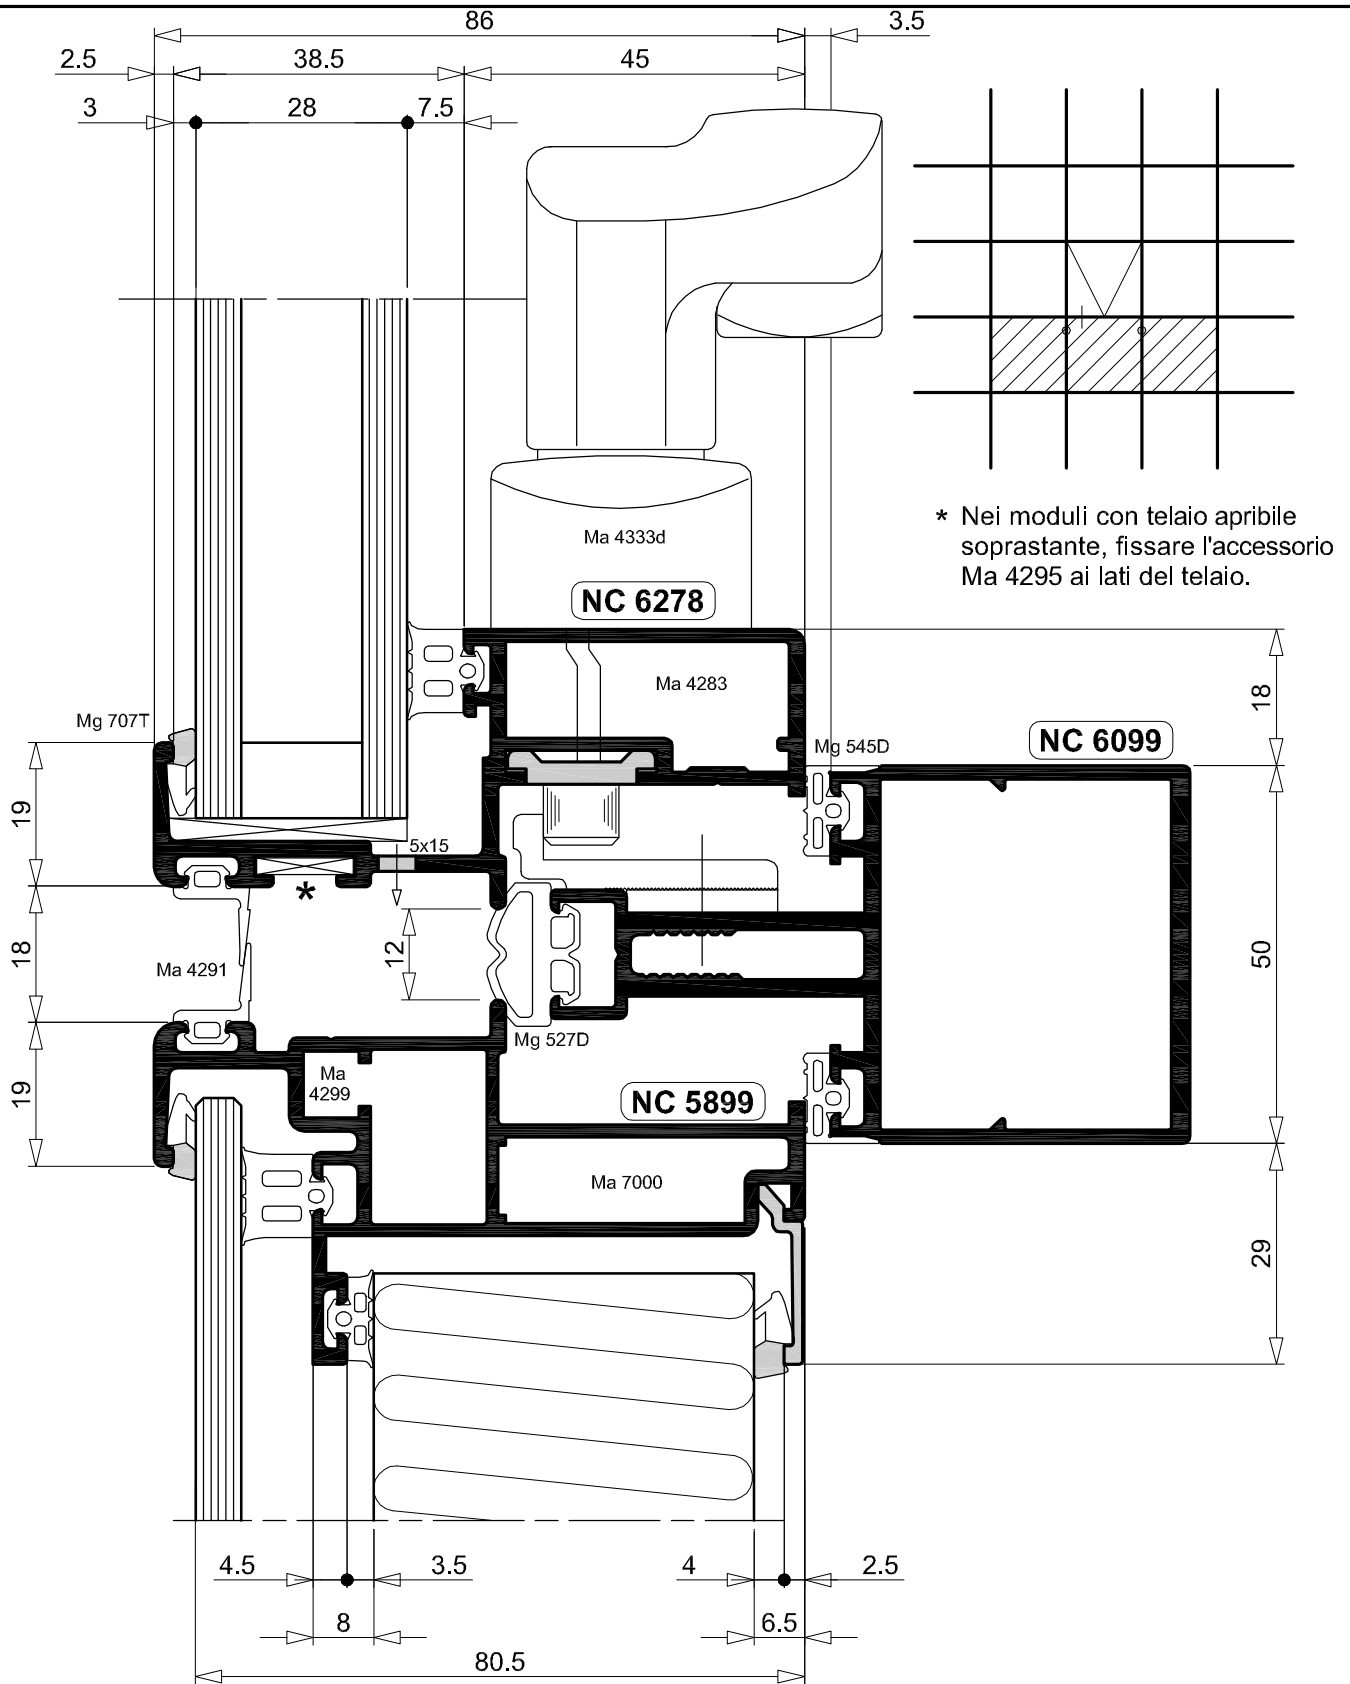 86
3.5
2.5
38.5
45
3
28
7.5
* Nei moduli con telaio apribile
soprastante, fissare l'accessorio
Ma 4295 ai lati del telaio.
Ma 4333d
NC 6278
Ma 4283
18
Mg 707T
Mg 545D
NC 6099
19
5x15
*
18
Ma 4291
12
50
Mg 527D
19
Ma
4299
NC 5899
Ma 7000
29
4.5
3.5
4
2.5
8
6.5
80.5